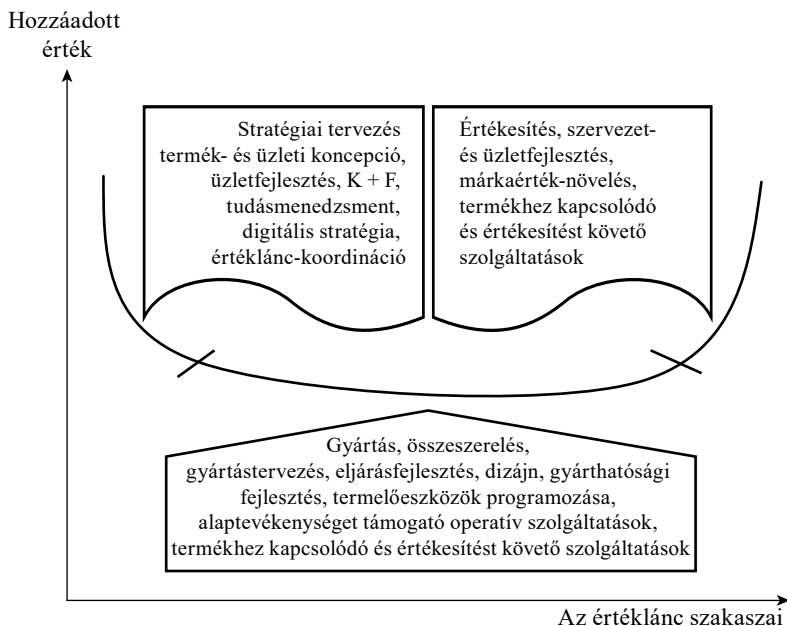 Hozzáadott
érték
Stratégiai tervezés
termék- és üzleti koncepció,
üzletfejlesztés, K + F,
tudásmenedzsment,
digitális stratégia,
értéklánc-koordináció
Értékesítés, szervezet-
és üzletfejlesztés,
márkaérték-növelés,
termékhez kapcsolódó
és értékesítést követő
szolgáltatások
Gyártás, összeszerelés,
gyártástervezés, eljárásfejlesztés, dizájn, gyárthatósági
fejlesztés, termelőeszközök programozása,
alaptevékenységet támogató operatív szolgáltatások,
termékhez kapcsolódó és értékesítést követő szolgáltatások
Az értéklánc szakaszai